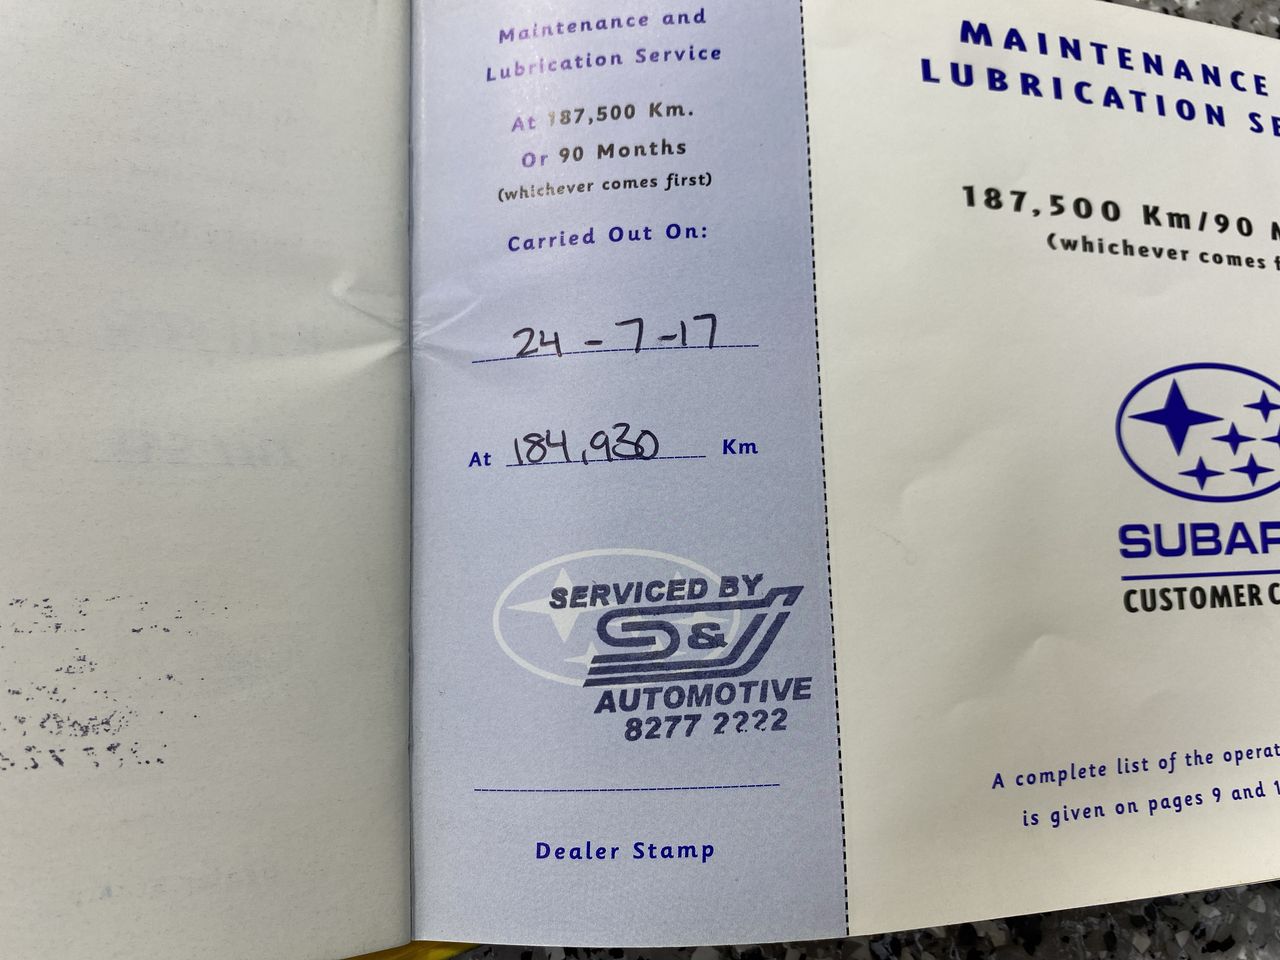 Maintenance and
Lubrication Service
At 187,500 Km.
Or 90 Months
(whichever comes first)
Carried Out On:
24 - 7 - 17
At 184,930 Km
SERVICED BY
S&J
AUTOMOTIVE
8277 2222
Dealer Stamp
MAINTENANCE
LUBRICATION SE
187,500 Km/90 M
(whichever comes f
SUBAR
CUSTOMER C
A complete list of the operat
is given on pages 9 and 1